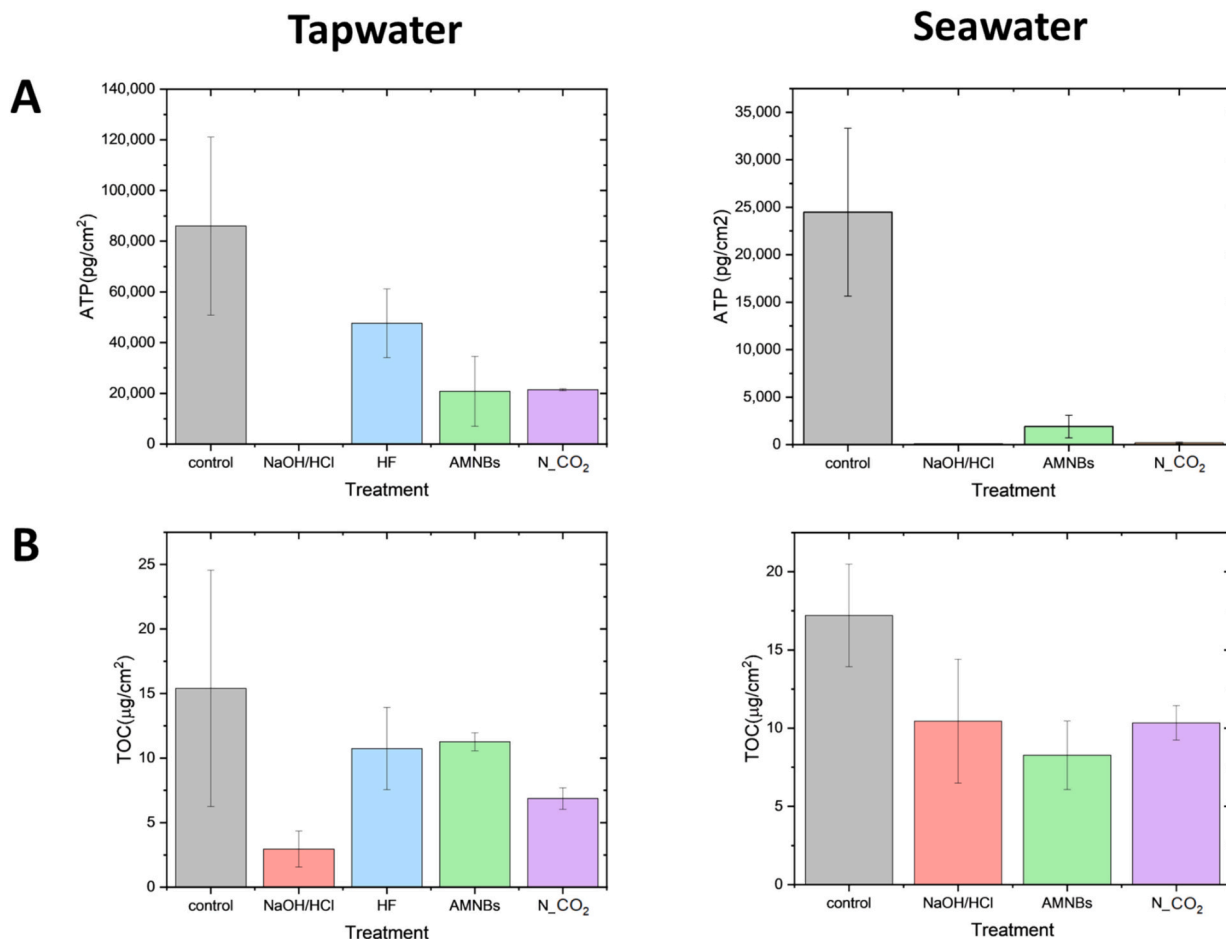 Tapwater
Seawater
A
140,000
120,000
100,000
80,000
60,000
40,000
20,000
0
ATP(pg/cm²)
control
NaOH/HCl
HF
AMNBs
N_CO₂
Treatment
35,000
30,000
25,000
20,000
15,000
10,000
5,000
0
ATP (pg/cm2)
control
NaOH/HCl
AMNBs
N_CO₂
Treatment
B
25
20
15
10
5
0
TOC(µg/cm²)
control
NaOH/HCl
HF
AMNBs
N_CO₂
Treatment
20
15
10
5
0
TOC(µg/cm²)
control
NaOH/HCl
AMNBs
N_CO₂
Treatment